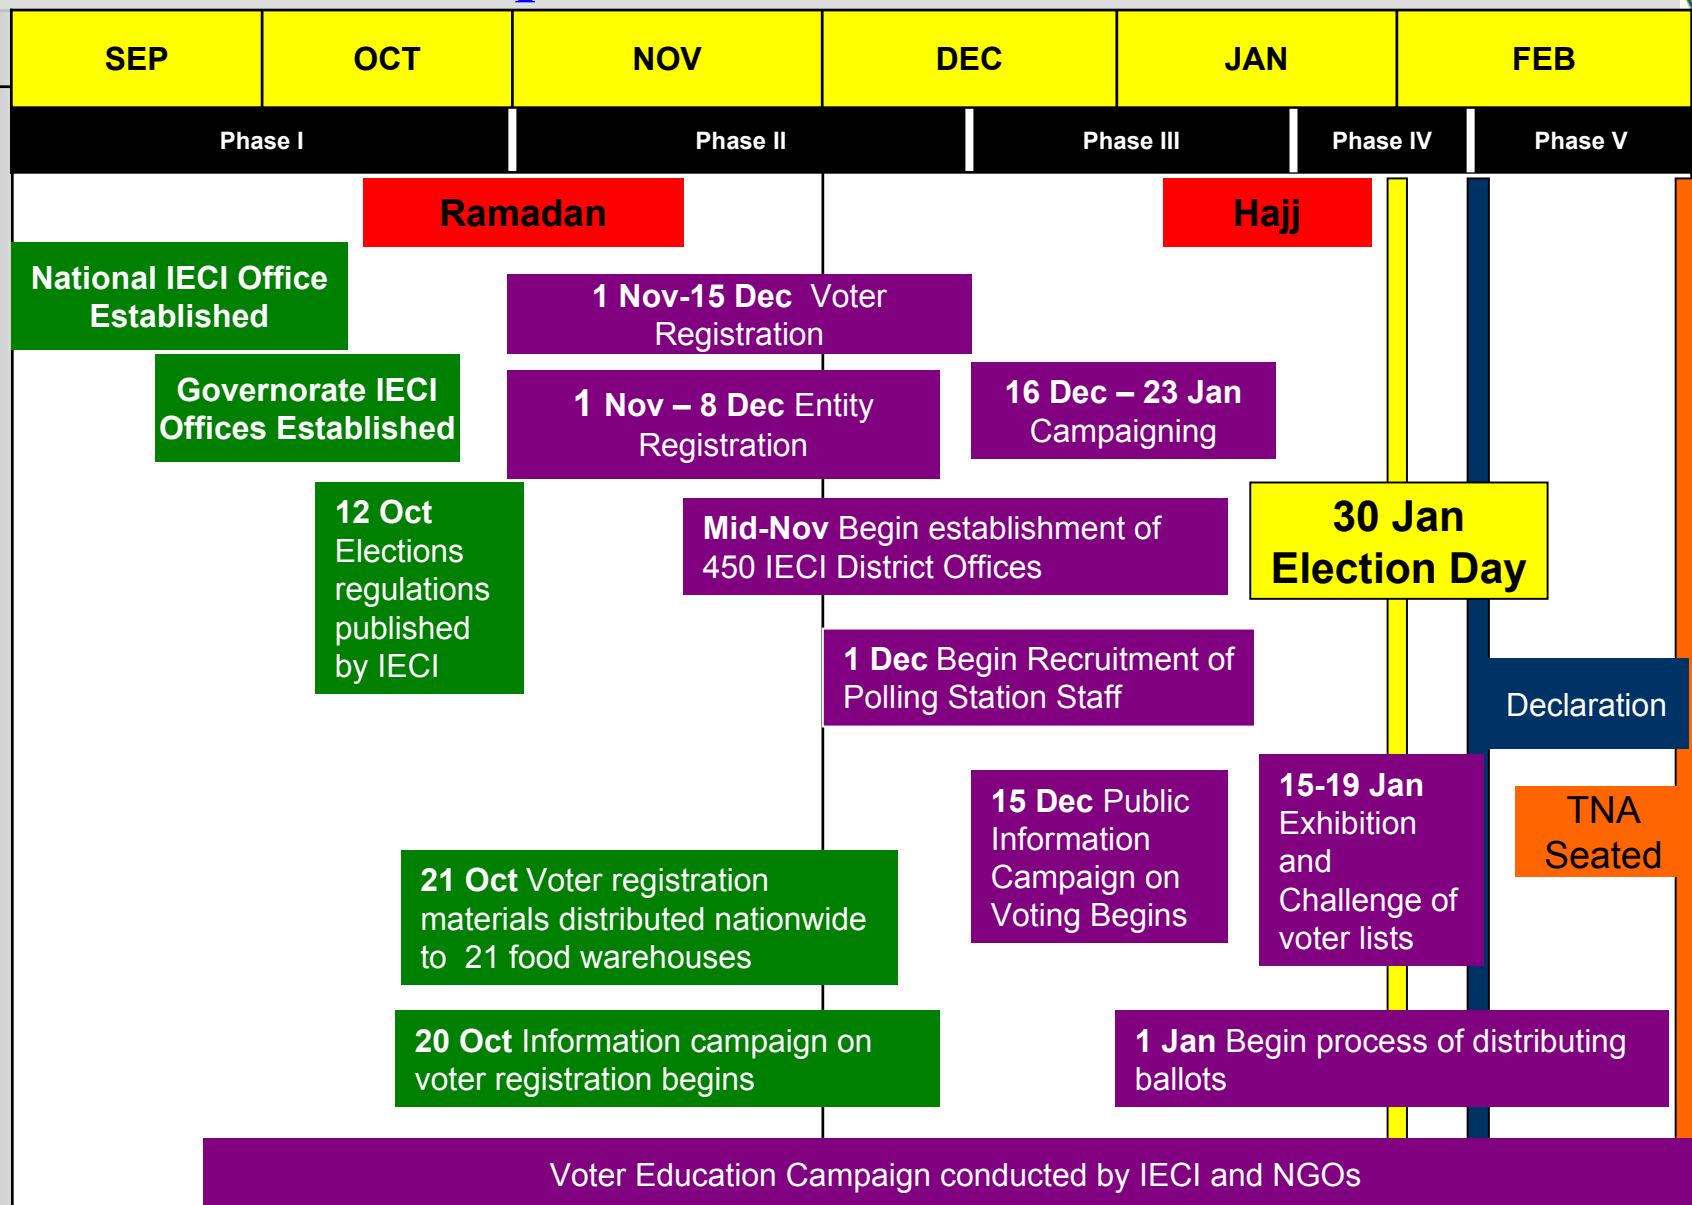 SEP OCT NOV DEC JAN FEB
Phase I Phase II Phase III Phase IV Phase V
Ramadan
Hajj
National IECI Office
Established
1 Nov-15 Dec Voter
Registration
Governorate IECI
Offices Established
1 Nov – 8 Dec Entity
Registration
16 Dec – 23 Jan
Campaigning
12 Oct
Elections
regulations
published
by IECI
Mid-Nov Begin establishment of
450 IECI District Offices
30 Jan
Election Day
1 Dec Begin Recruitment of
Polling Station Staff
Declaration
15 Dec Public
Information
Campaign on
Voting Begins
15-19 Jan
Exhibition
and
Challenge of
voter lists
TNA
Seated
21 Oct Voter registration
materials distributed nationwide
to 21 food warehouses
20 Oct Information campaign on
voter registration begins
1 Jan Begin process of distributing
ballots
Voter Education Campaign conducted by IECI and NGOs